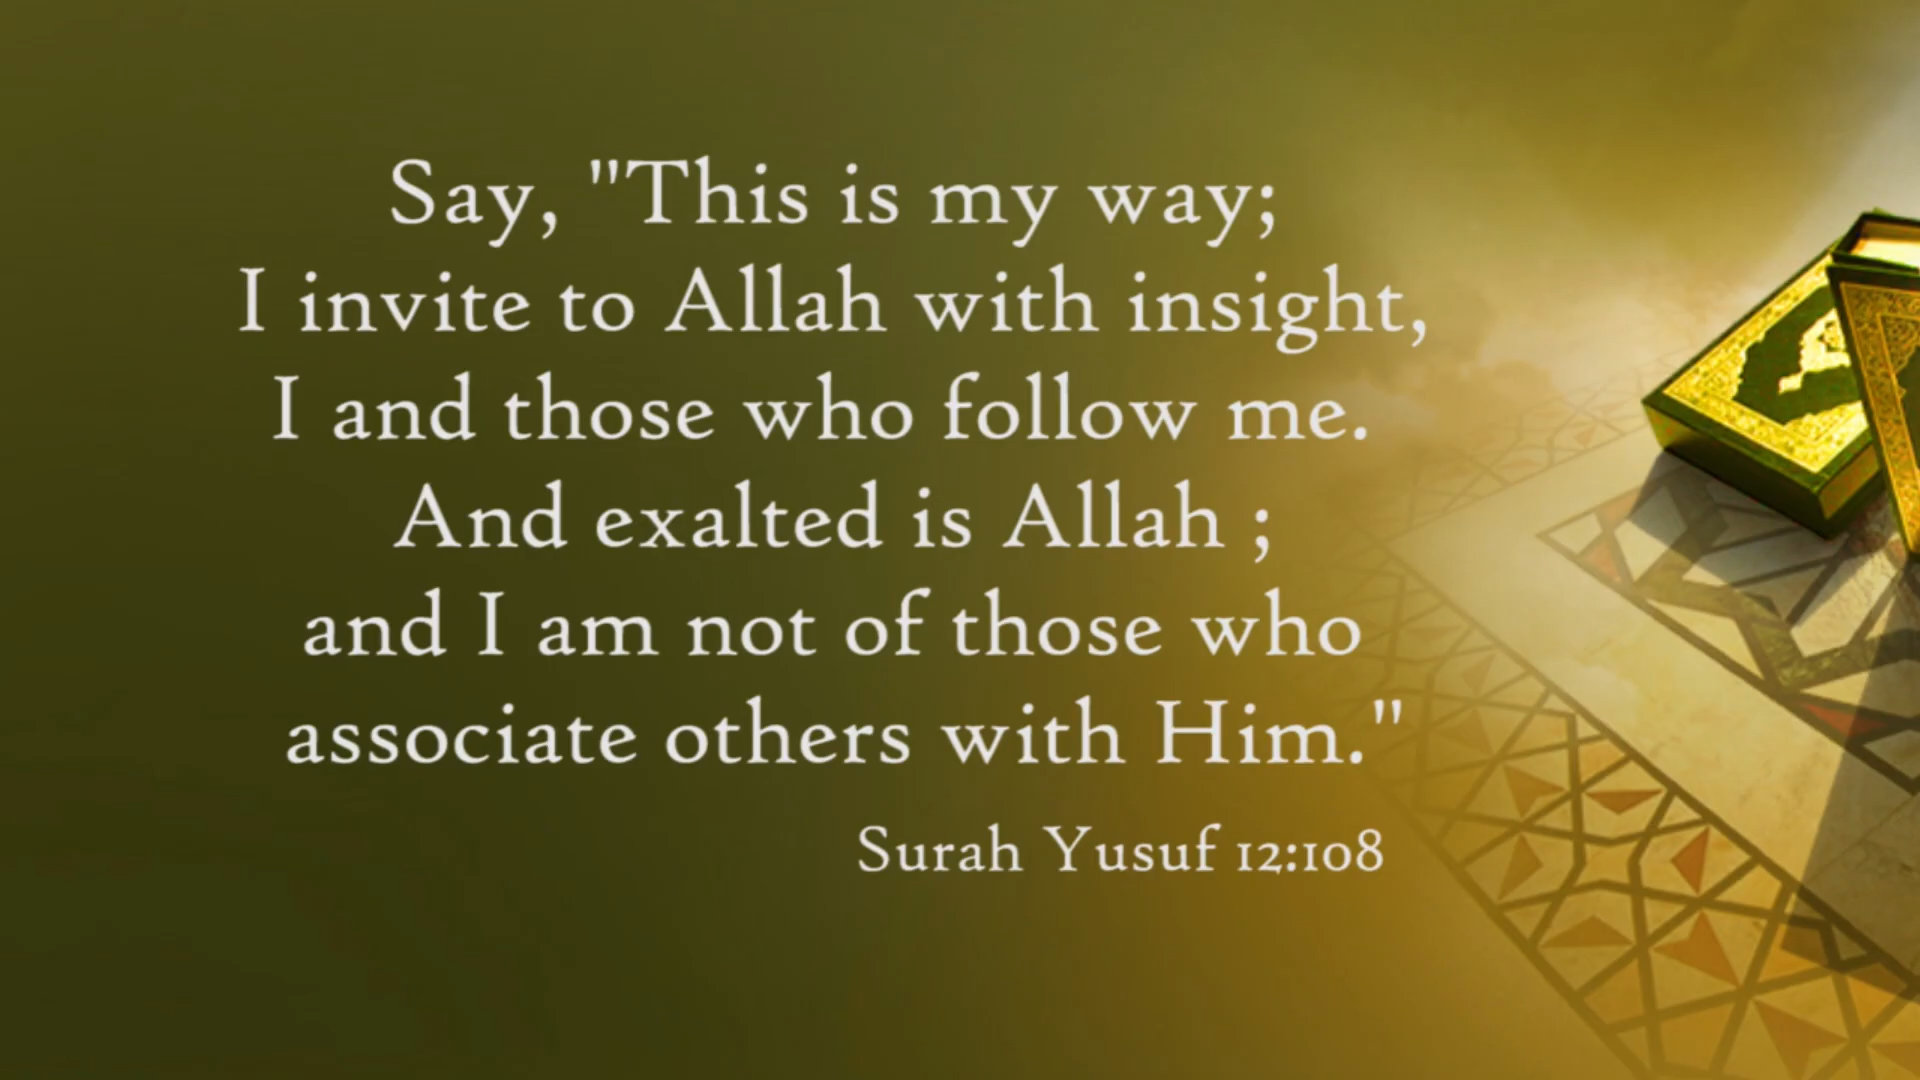 Say, "This is my way;
I invite to Allah with insight,
I and those who follow me.
And exalted is Allah ;
and I am not of those who
associate others with Him."
Surah Yusuf 12:108